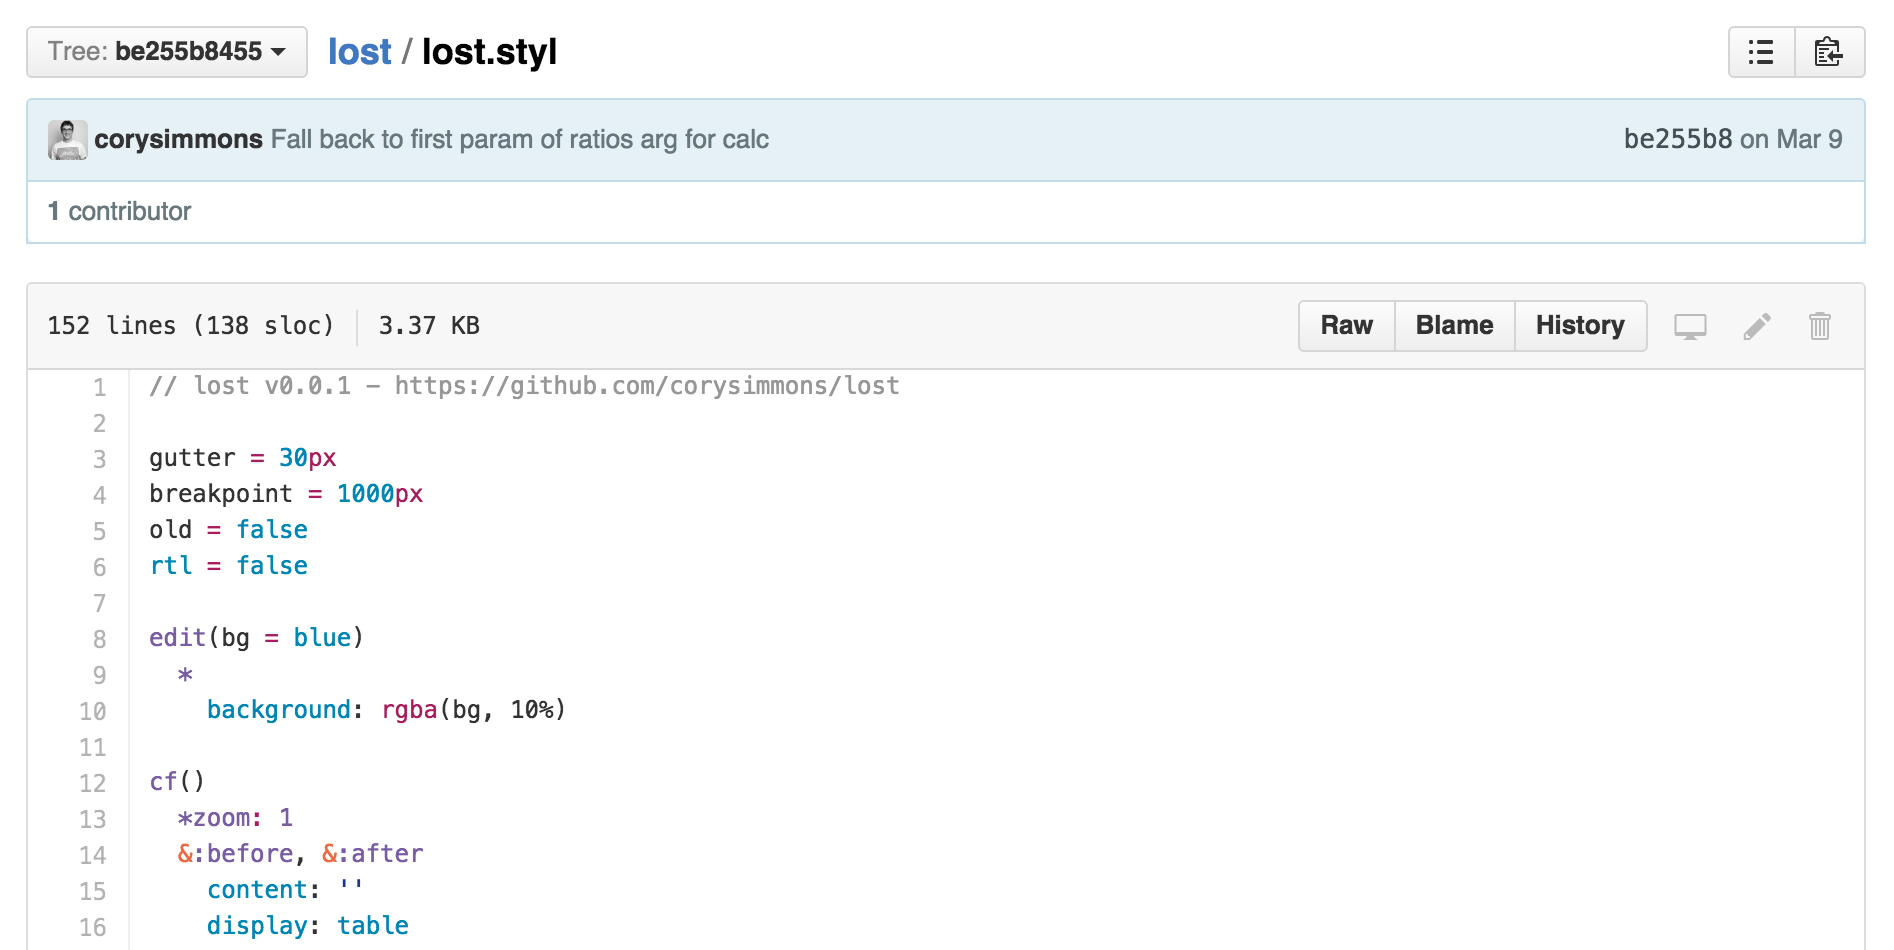 Tree: be255b8455 lost / lost.styl
corysimmons Fall back to first param of ratios arg for calc be255b8 on Mar 9
1 contributor
152 lines (138 sloc) 3.37 KB Raw Blame History
1 // lost v0.0.1 – https://github.com/corysimmons/lost
2
3 gutter = 30px
4 breakpoint = 1000px
5 old = false
6 rtl = false
7
8 edit(bg = blue)
9 *
10 background: rgba(bg, 10%)
11
12 cf()
13 *zoom: 1
14 &:before, &:after
15 content: ''
16 display: table